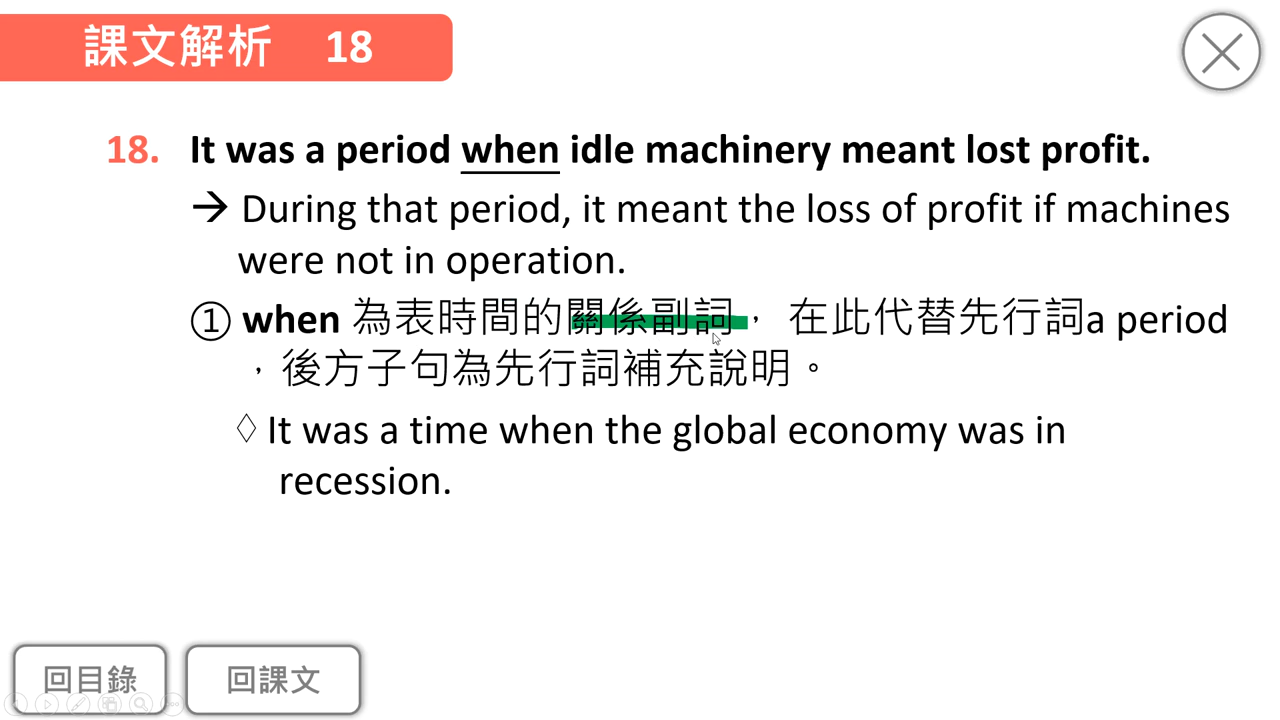 課文解析 18
18. It was a period when idle machinery meant lost profit.
→ During that period, it meant the loss of profit if machines
were not in operation.
① when 為表時間的關係副詞， 在此代替先行詞a period
，後方子句為先行詞補充說明。
◊ It was a time when the global economy was in
recession.
回目錄 回課文